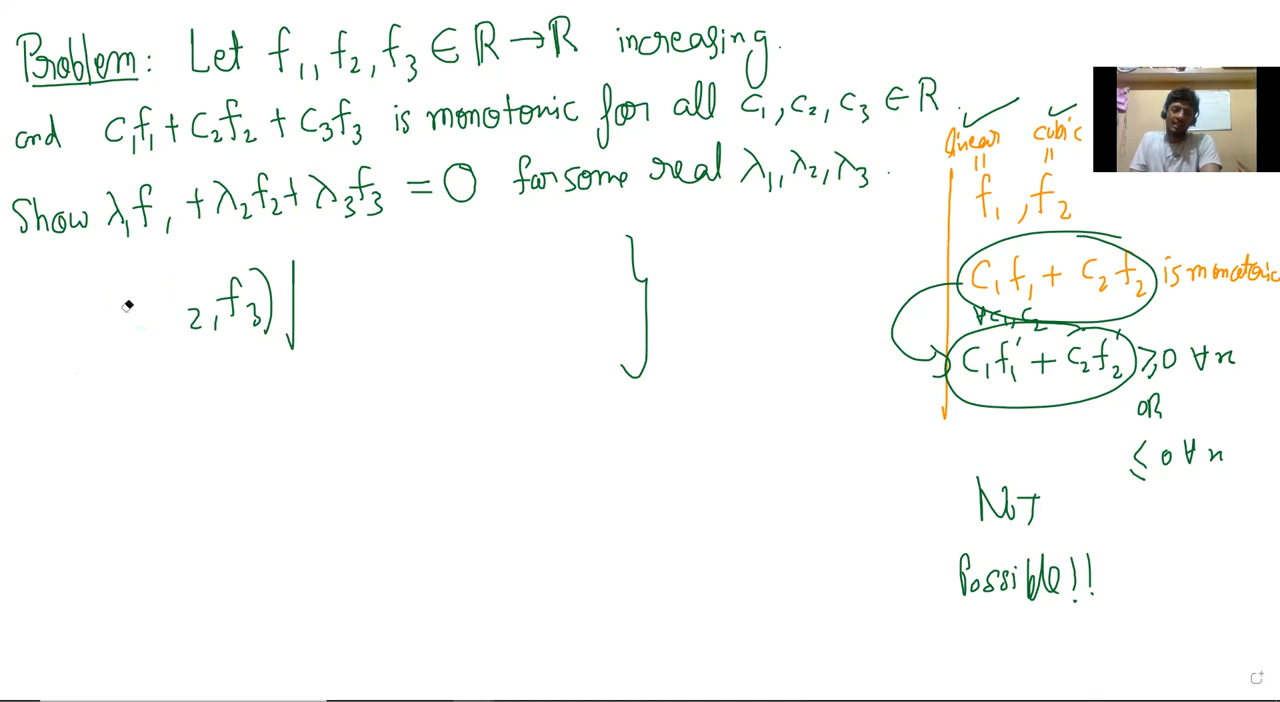 Problem: Let f₁, f₂, f₃ ∈ ℝ → ℝ increasing.
and c₁f₁ + c₂f₂ + c₃f₃ is monotonic for all c₁, c₂, c₃ ∈ ℝ.
Show λ₁f₁ + λ₂f₂ + λ₃f₃ = 0 for some real λ₁, λ₂, λ₃.
₂, f₃) | }
linear cubic
= =
f₁ , f₂
c₁f₁ + c₂f₂ is monotonic
∀ c₁, c₂
c₁f₁' + c₂f₂' ≥ 0 ∀ x
OR
≤ 0 ∀ x
Not
Possible!!